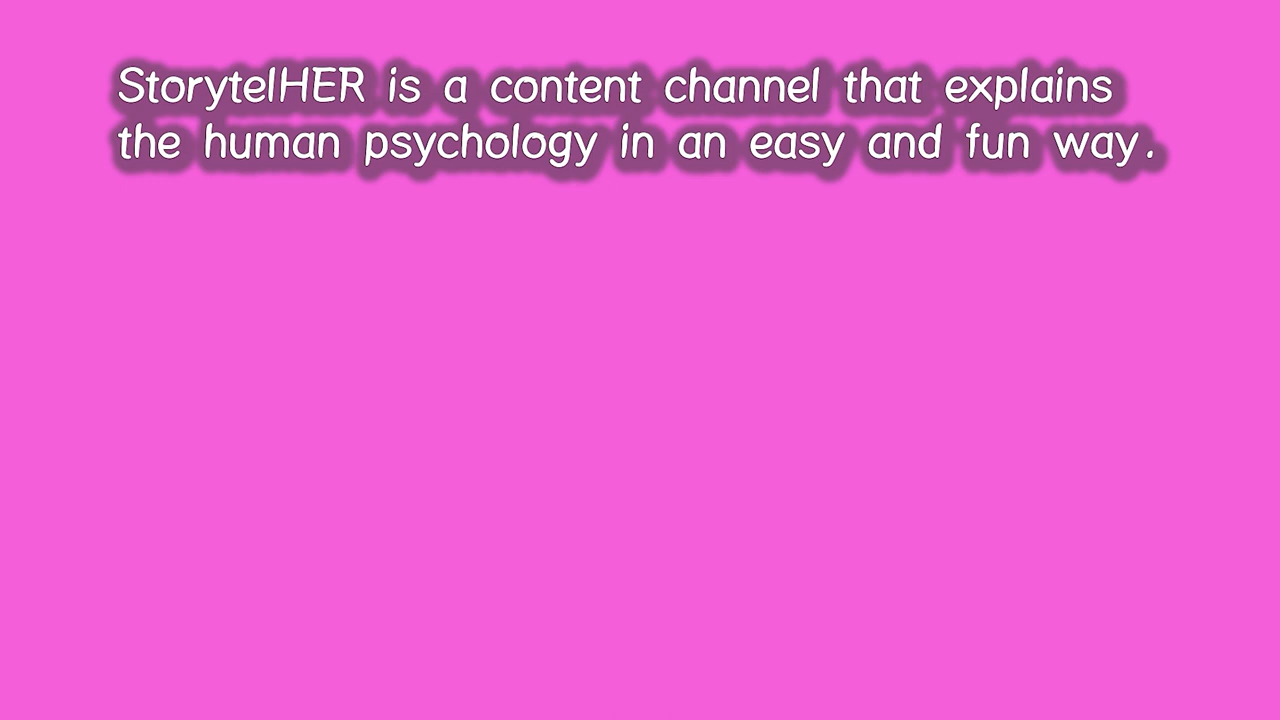 StorytelHER is a content channel that explains
the human psychology in an easy and fun way.